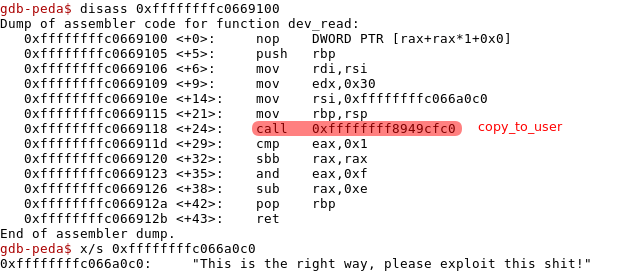 gdb-peda$ disass 0xffffffffc0669100
Dump of assembler code for function dev_read:
   0xffffffffc0669100 <+0>:	nop    DWORD PTR [rax+rax*1+0x0]
   0xffffffffc0669105 <+5>:	push   rbp
   0xffffffffc0669106 <+6>:	mov    rdi,rsi
   0xffffffffc0669109 <+9>:	mov    edx,0x30
   0xffffffffc066910e <+14>:	mov    rsi,0xffffffffc066a0c0
   0xffffffffc0669115 <+21>:	mov    rbp,rsp
   0xffffffffc0669118 <+24>:	call   0xffffffff8949cfc0 copy_to_user
   0xffffffffc066911d <+29>:	cmp    eax,0x1
   0xffffffffc0669120 <+32>:	sbb    rax,rax
   0xffffffffc0669123 <+35>:	and    eax,0xf
   0xffffffffc0669126 <+38>:	sub    rax,0xe
   0xffffffffc066912a <+42>:	pop    rbp
   0xffffffffc066912b <+43>:	ret
End of assembler dump.
gdb-peda$ x/s 0xffffffffc066a0c0
0xffffffffc066a0c0:	"This is the right way, please exploit this shit!"